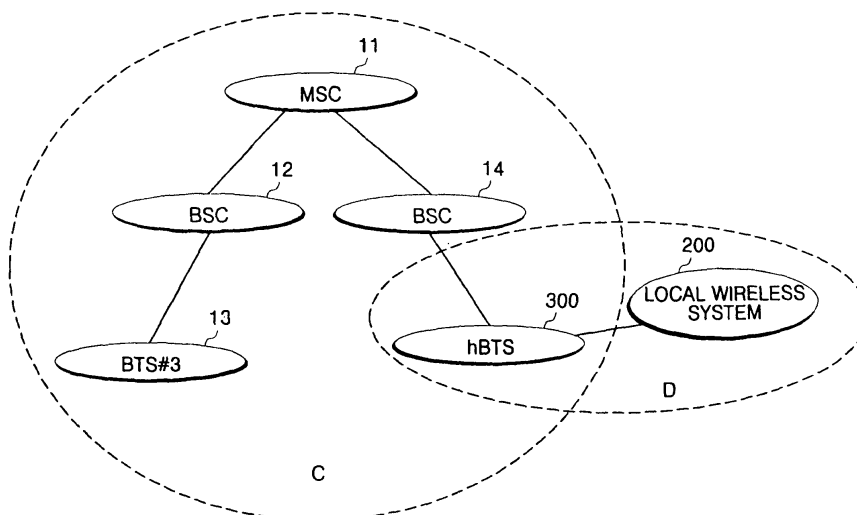 11
MSC
12
14
BSC
BSC
200
LOCAL WIRELESS
SYSTEM
300
13
hBTS
BTS#3
D
C